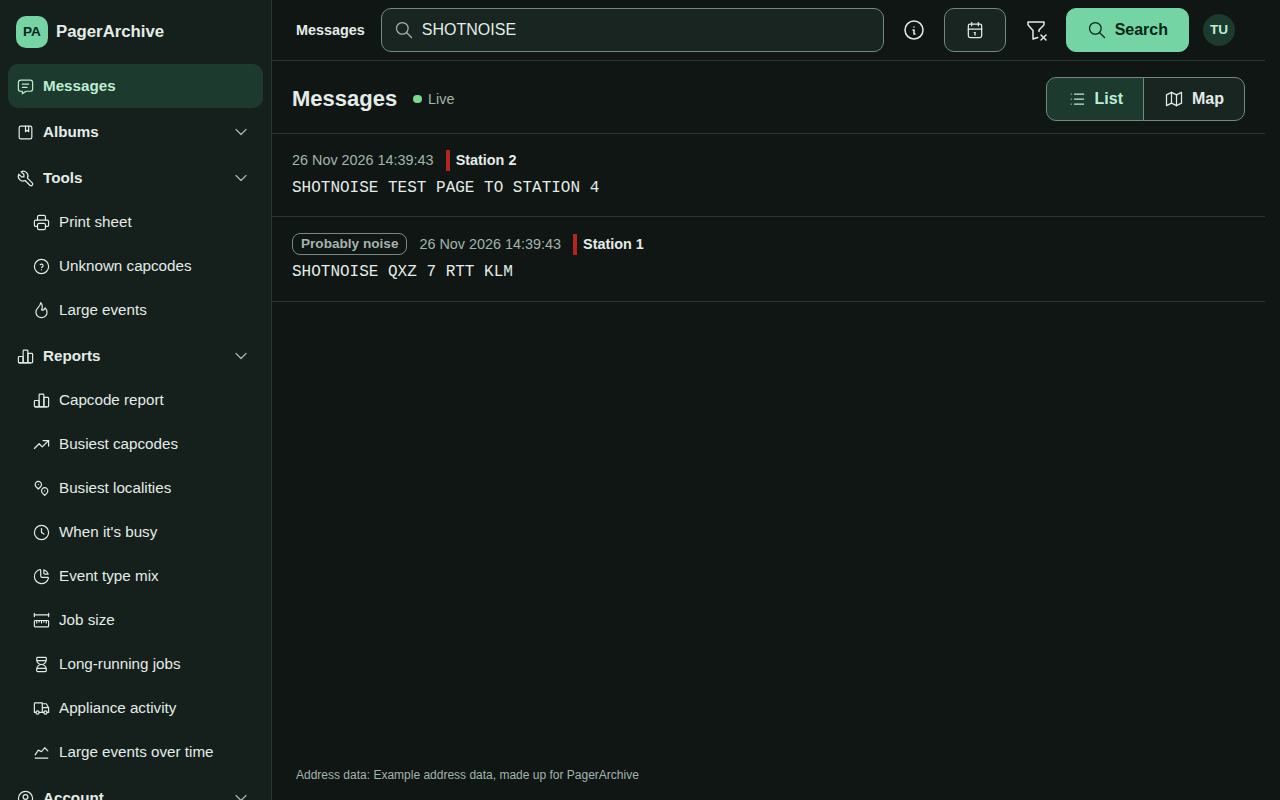 PA PagerArchive
Messages
Albums
Tools
Print sheet
Unknown capcodes
Large events
Reports
Capcode report
Busiest capcodes
Busiest localities
When it's busy
Event type mix
Job size
Long-running jobs
Appliance activity
Large events over time
Account
Messages SHOTNOISE Search TU
Messages Live List Map
26 Nov 2026 14:39:43 Station 2
SHOTNOISE TEST PAGE TO STATION 4
Probably noise 26 Nov 2026 14:39:43 Station 1
SHOTNOISE QXZ 7 RTT KLM
Address data: Example address data, made up for PagerArchive